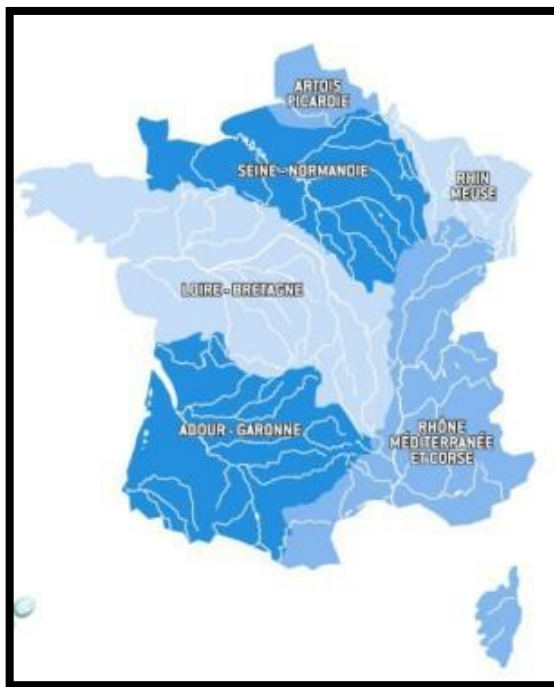 ARTOIS
PICARDIE
SEINE - NORMANDIE
RHIN
MEUSE
LOIRE - BRETAGNE
ADOUR - GARONNE
RHÔNE
MÉDITERRANÉE
ET CORSE